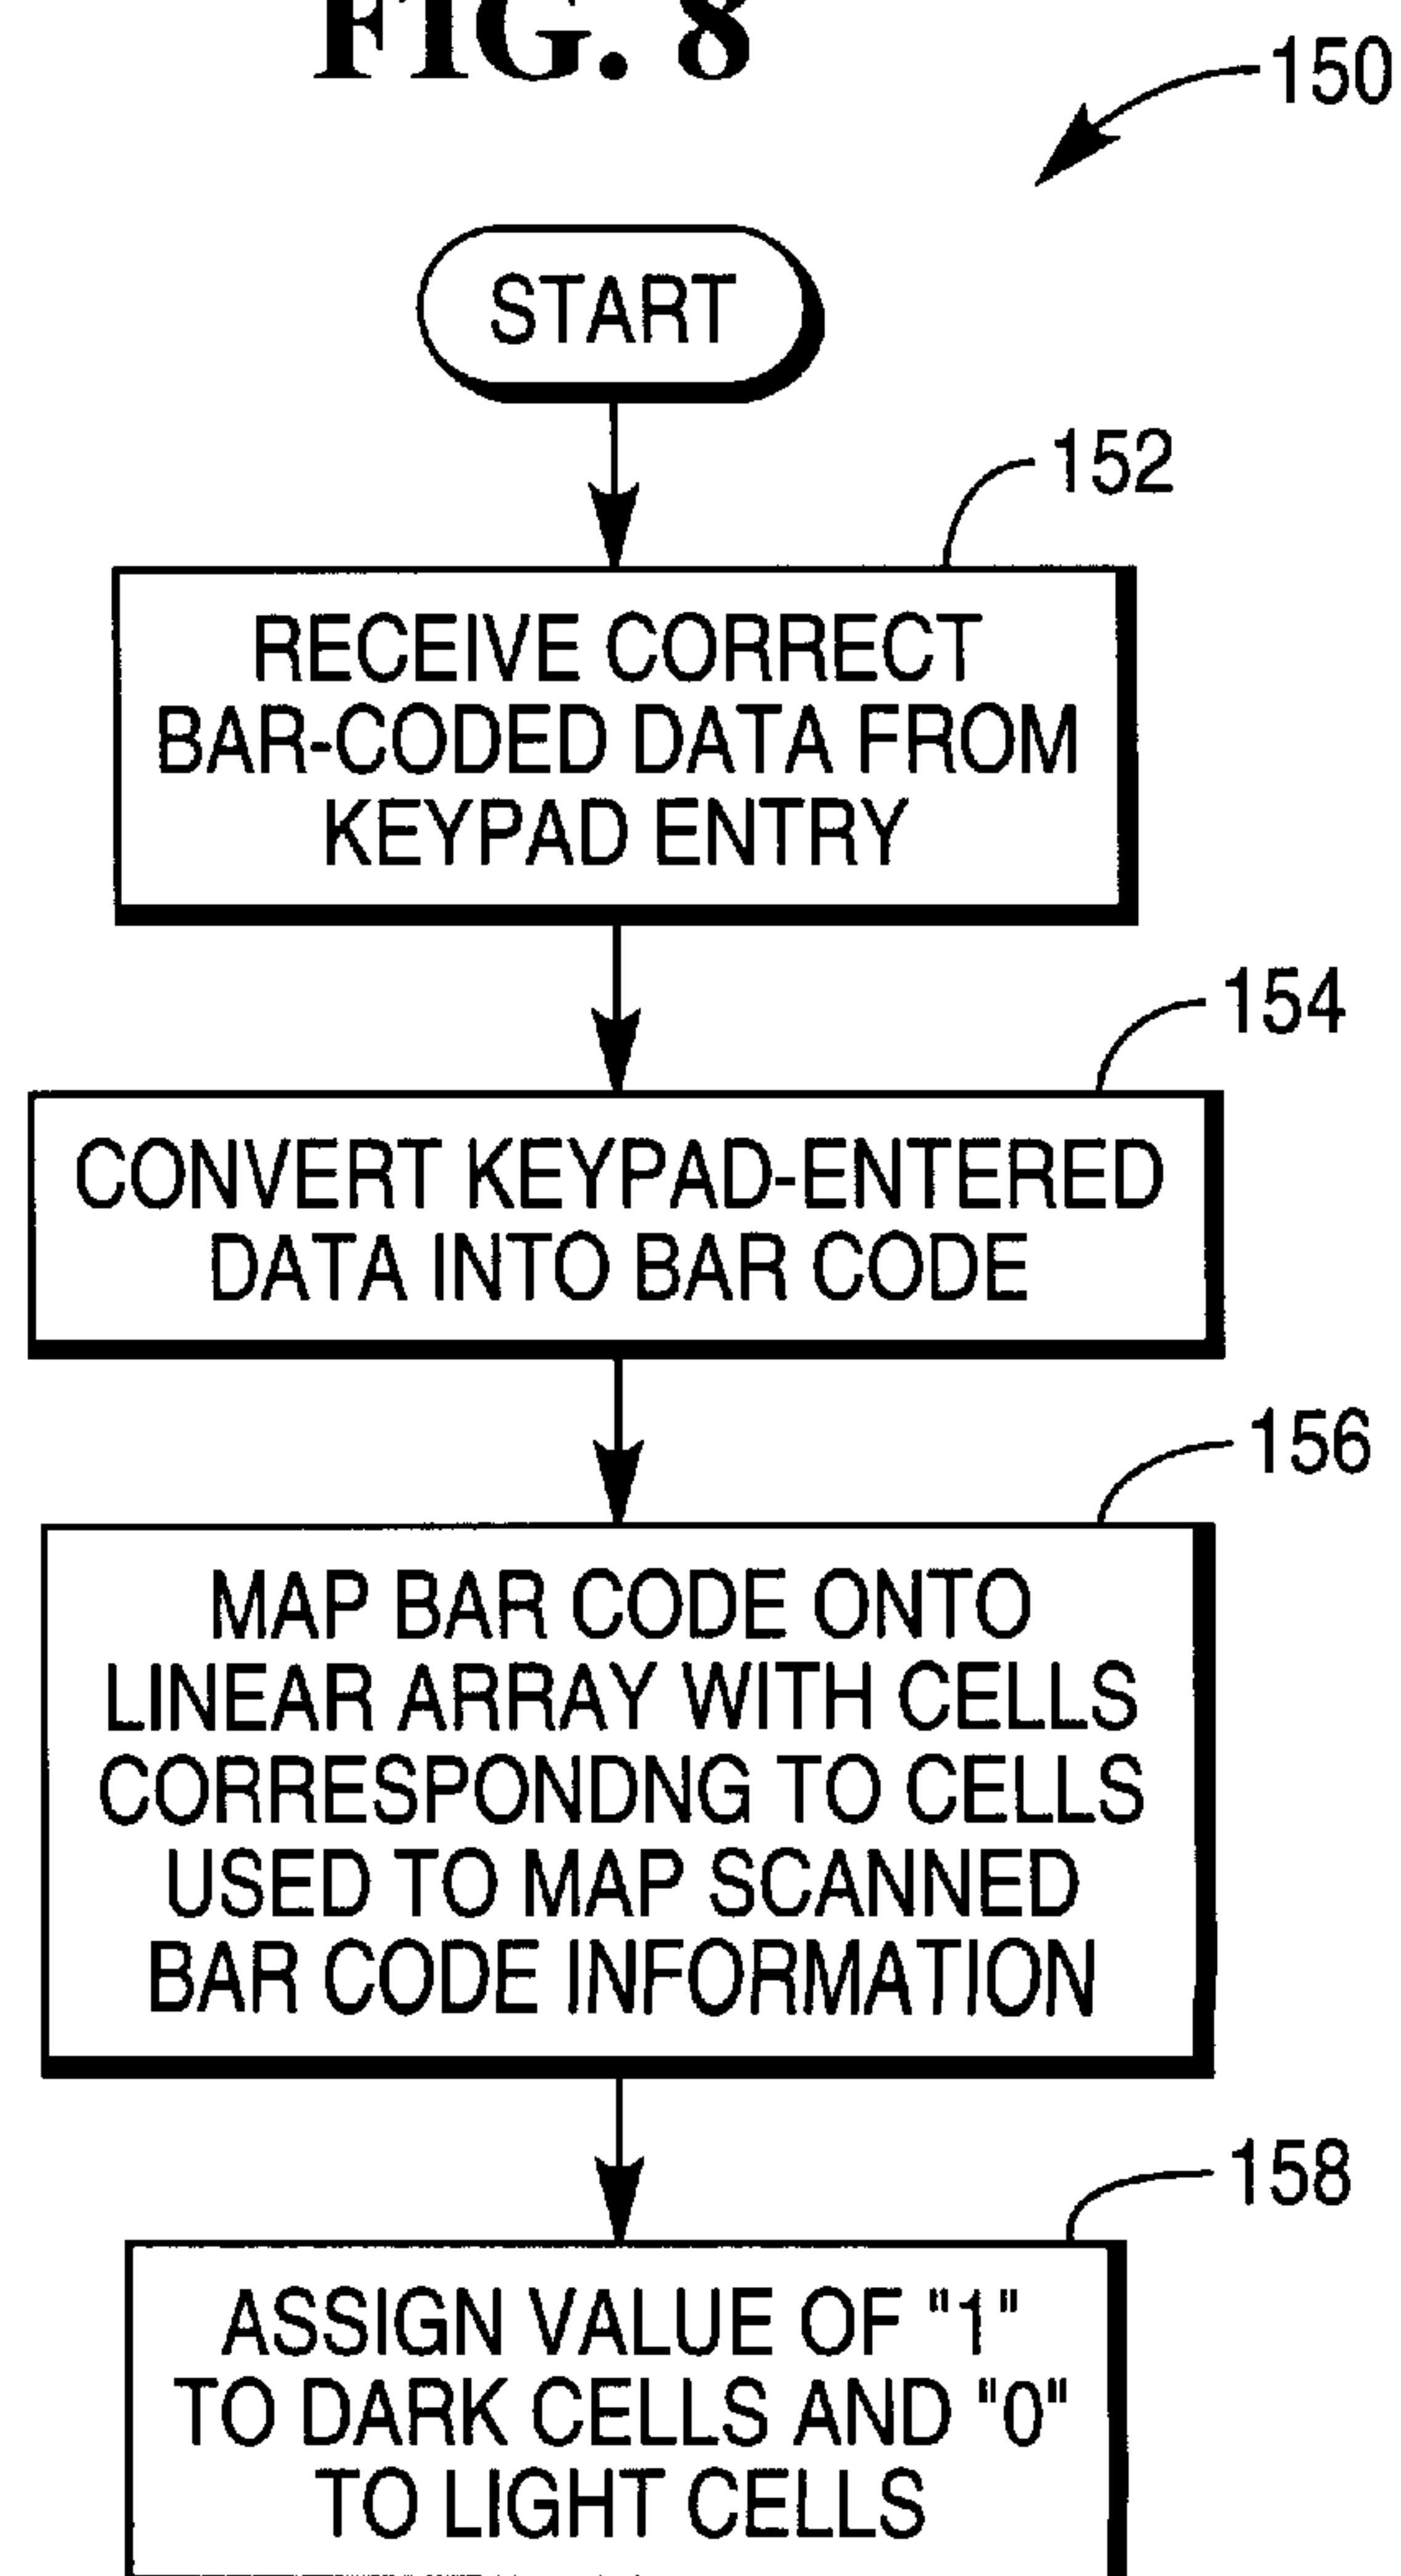 FIG. 8
150
START
152
RECEIVE CORRECT
BAR-CODED DATA FROM
KEYPAD ENTRY
154
CONVERT KEYPAD-ENTERED
DATA INTO BAR CODE
156
MAP BAR CODE ONTO
LINEAR ARRAY WITH CELLS
CORRESPONDNG TO CELLS
USED TO MAP SCANNED
BAR CODE INFORMATION
158
ASSIGN VALUE OF "1"
TO DARK CELLS AND "0"
TO LIGHT CELLS